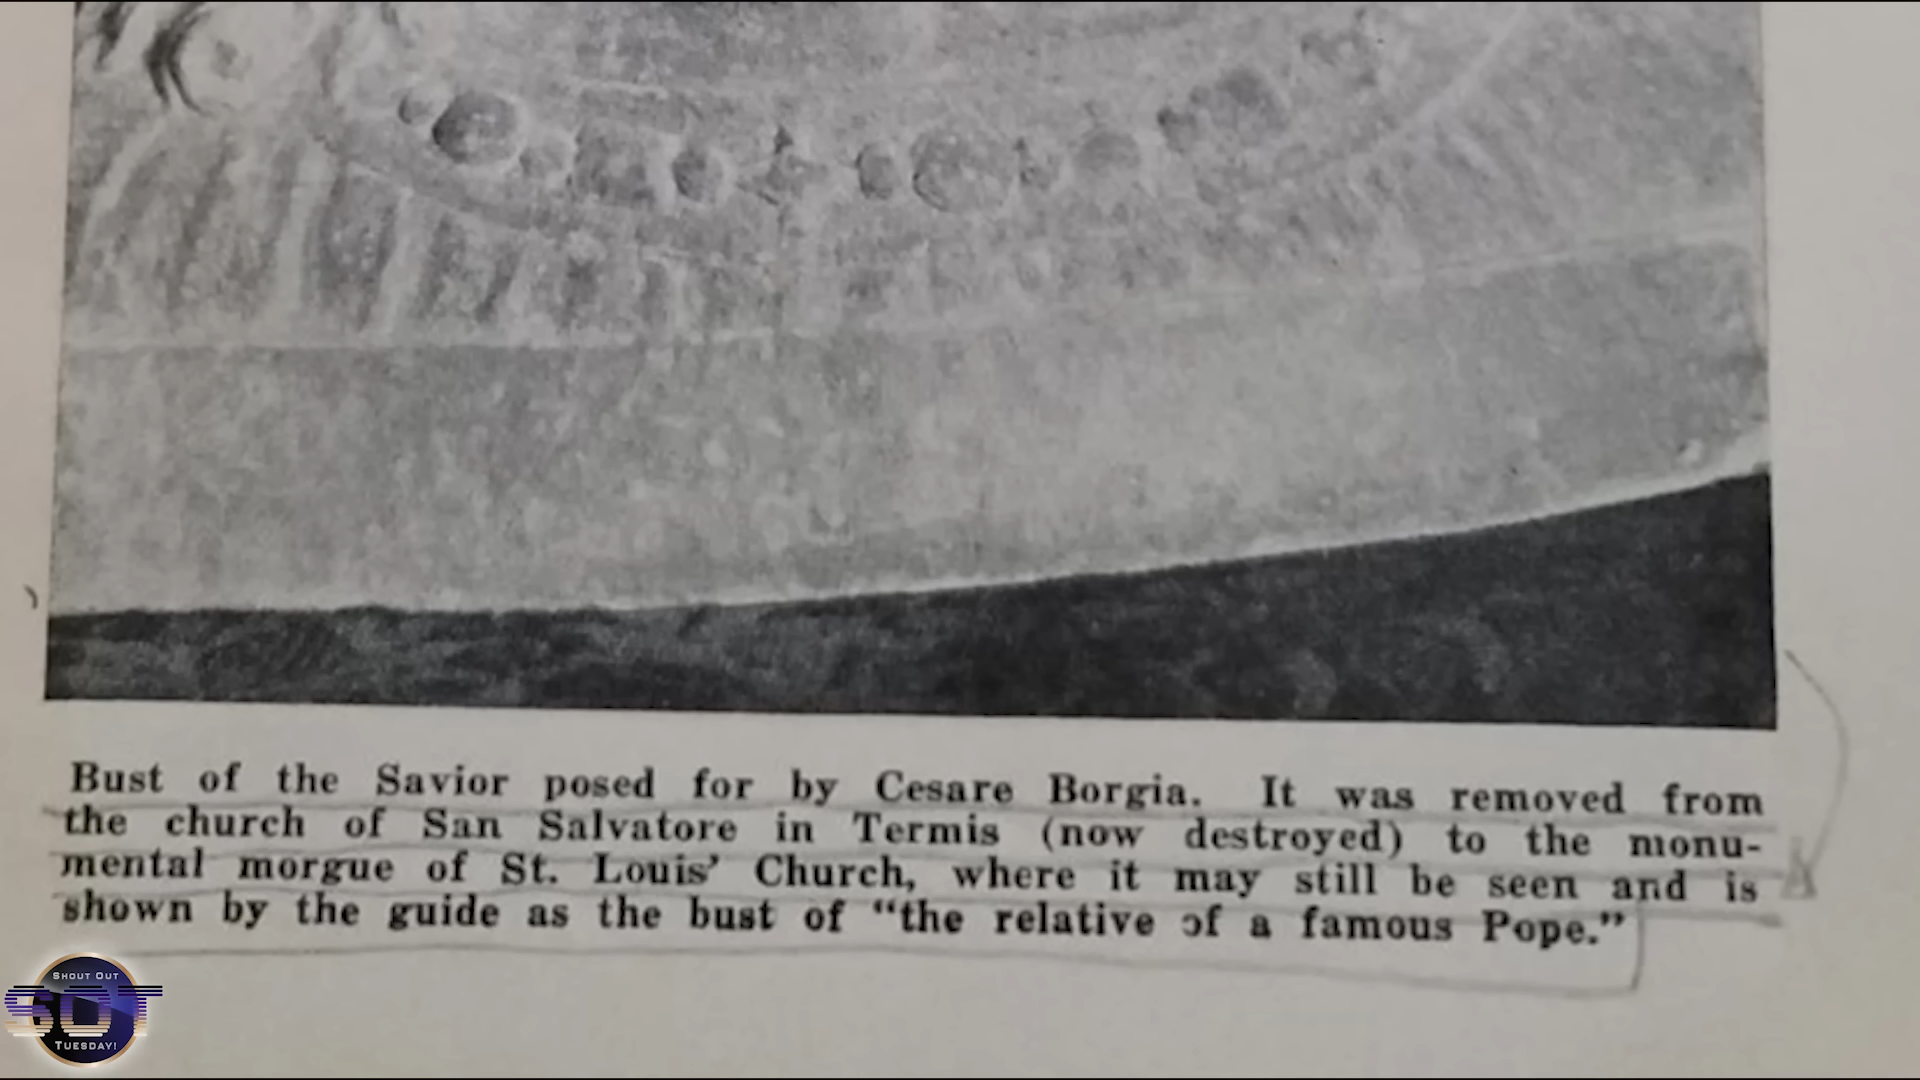 Bust of the Savior posed for by Cesare Borgia. It was removed from
the church of San Salvatore in Termis (now destroyed) to the monu-
mental morgue of St. Louis' Church, where it may still be seen and is
shown by the guide as the bust of "the relative of a famous Pope."
SHOUT OUT
SOT
TUESDAY!